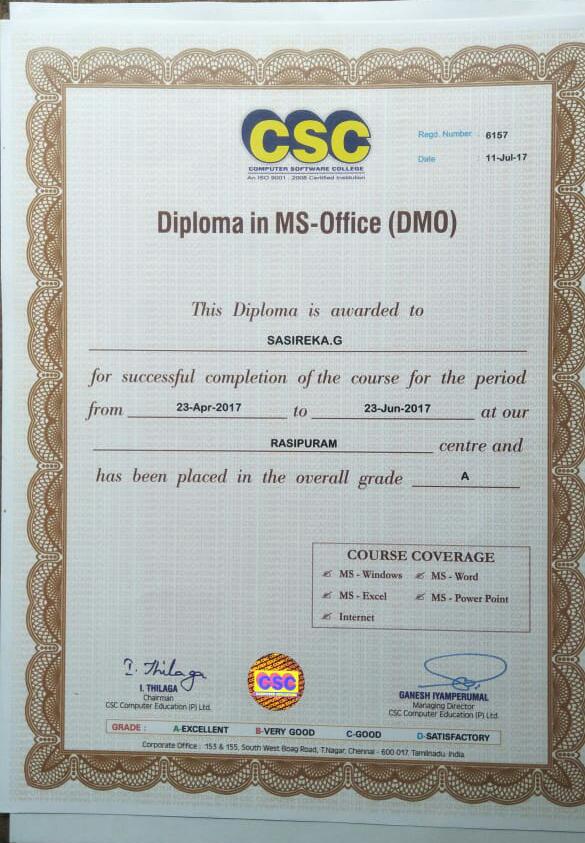 CSC
COMPUTER SOFTWARE COLLEGE
An ISO 9001 : 2008 Certified Institution
Regd. Number : 6157
Date : 11-Jul-17
Diploma in MS-Office (DMO)
This Diploma is awarded to
SASIREKA.G
for successful completion of the course for the period
from 23-Apr-2017 to 23-Jun-2017 at our
RASIPURAM centre and
has been placed in the overall grade A
COURSE COVERAGE
MS - Windows MS - Word
MS - Excel MS - Power Point
Internet
I. Thilaga
I. THILAGA
Chairman
CSC Computer Education (P) Ltd.
CSC
GANESH IYAMPERUMAL
Managing Director
CSC Computer Education (P) Ltd.
GRADE : A-EXCELLENT B-VERY GOOD C-GOOD D-SATISFACTORY
Corporate Office : 153 & 155, South West Boag Road, T.Nagar, Chennai - 600 017. Tamilnadu. India.